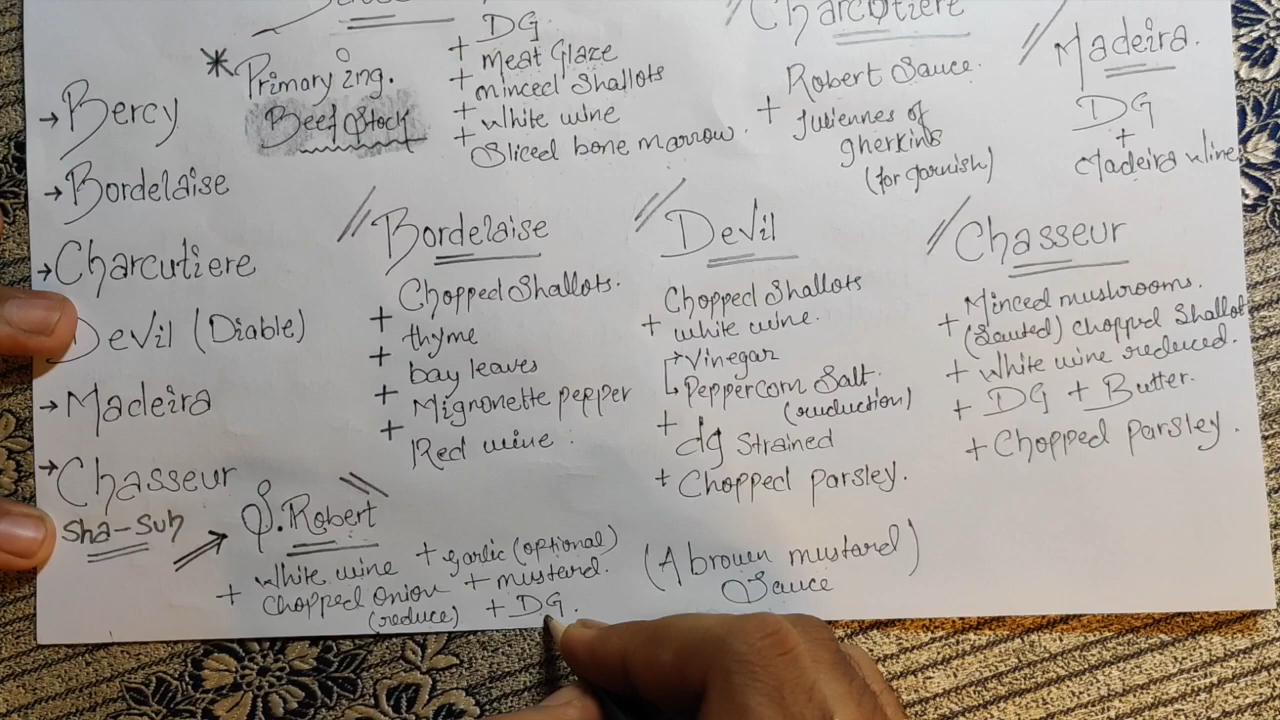 → Bercy
→ Bordelaise
→ Charcutiere
Devil (Diable)
→ Madeira
→ Chasseur
Sha-Suh
* Primary ing.
Beef Stock
DG
+ Meat Glaze
+ minced Shallots
+ White wine
+ Sliced bone marrow.
Charcutiere
Robert Sauce.
+ Juliennes of
gherkins
(for garnish)
Madeira.
DG
+
Madeira wine
Bordelaise
Chopped Shallots.
+ thyme
+ bay leaves
+ Mignonette pepper
+ Red wine.
Devil
Chopped Shallots
+ White wine.
→ Vinegar
→ Peppercorn Salt.
(reduction)
+ dg strained
+ Chopped parsley.
Chasseur
Minced mushrooms.
+ (Sauted) chopped Shallot
+ White wine reduced.
+ DG + Butter.
+ Chopped parsley.
S. Robert
White wine + garlic (optional)
+ Chopped Onion + mustard.
(reduce) + DG.
(A brown mustard)
Sauce